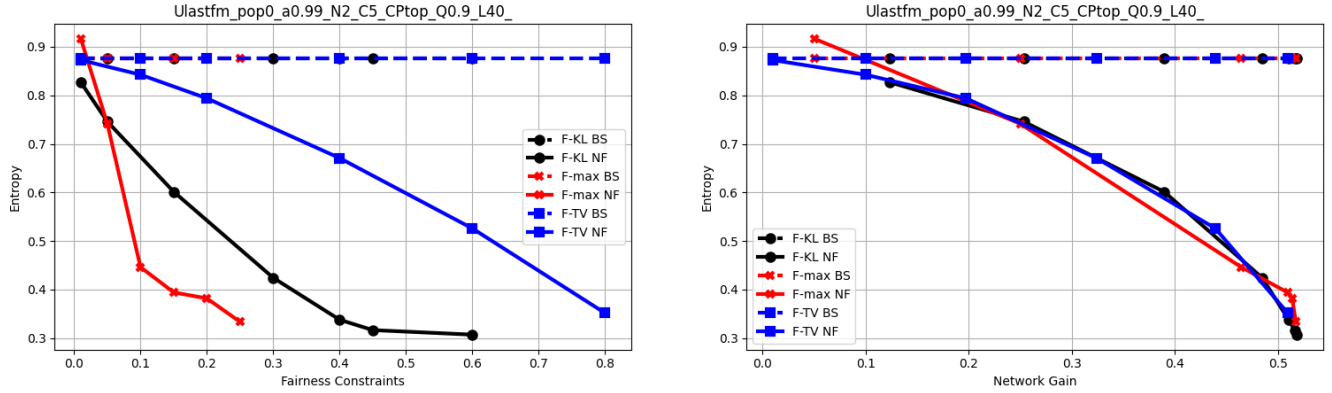 Ulastfm_pop0_a0.99_N2_C5_CPtop_Q0.9_L40_
0.9
0.8
0.7
0.6
0.5
0.4
0.3
Entropy
F-KL BS
F-KL NF
F-max BS
F-max NF
F-TV BS
F-TV NF
0.0 0.1 0.2 0.3 0.4 0.5 0.6 0.7 0.8
Fairness Constraints
Ulastfm_pop0_a0.99_N2_C5_CPtop_Q0.9_L40_
0.9
0.8
0.7
0.6
0.5
0.4
0.3
Entropy
F-KL BS
F-KL NF
F-max BS
F-max NF
F-TV BS
F-TV NF
0.0 0.1 0.2 0.3 0.4 0.5
Network Gain